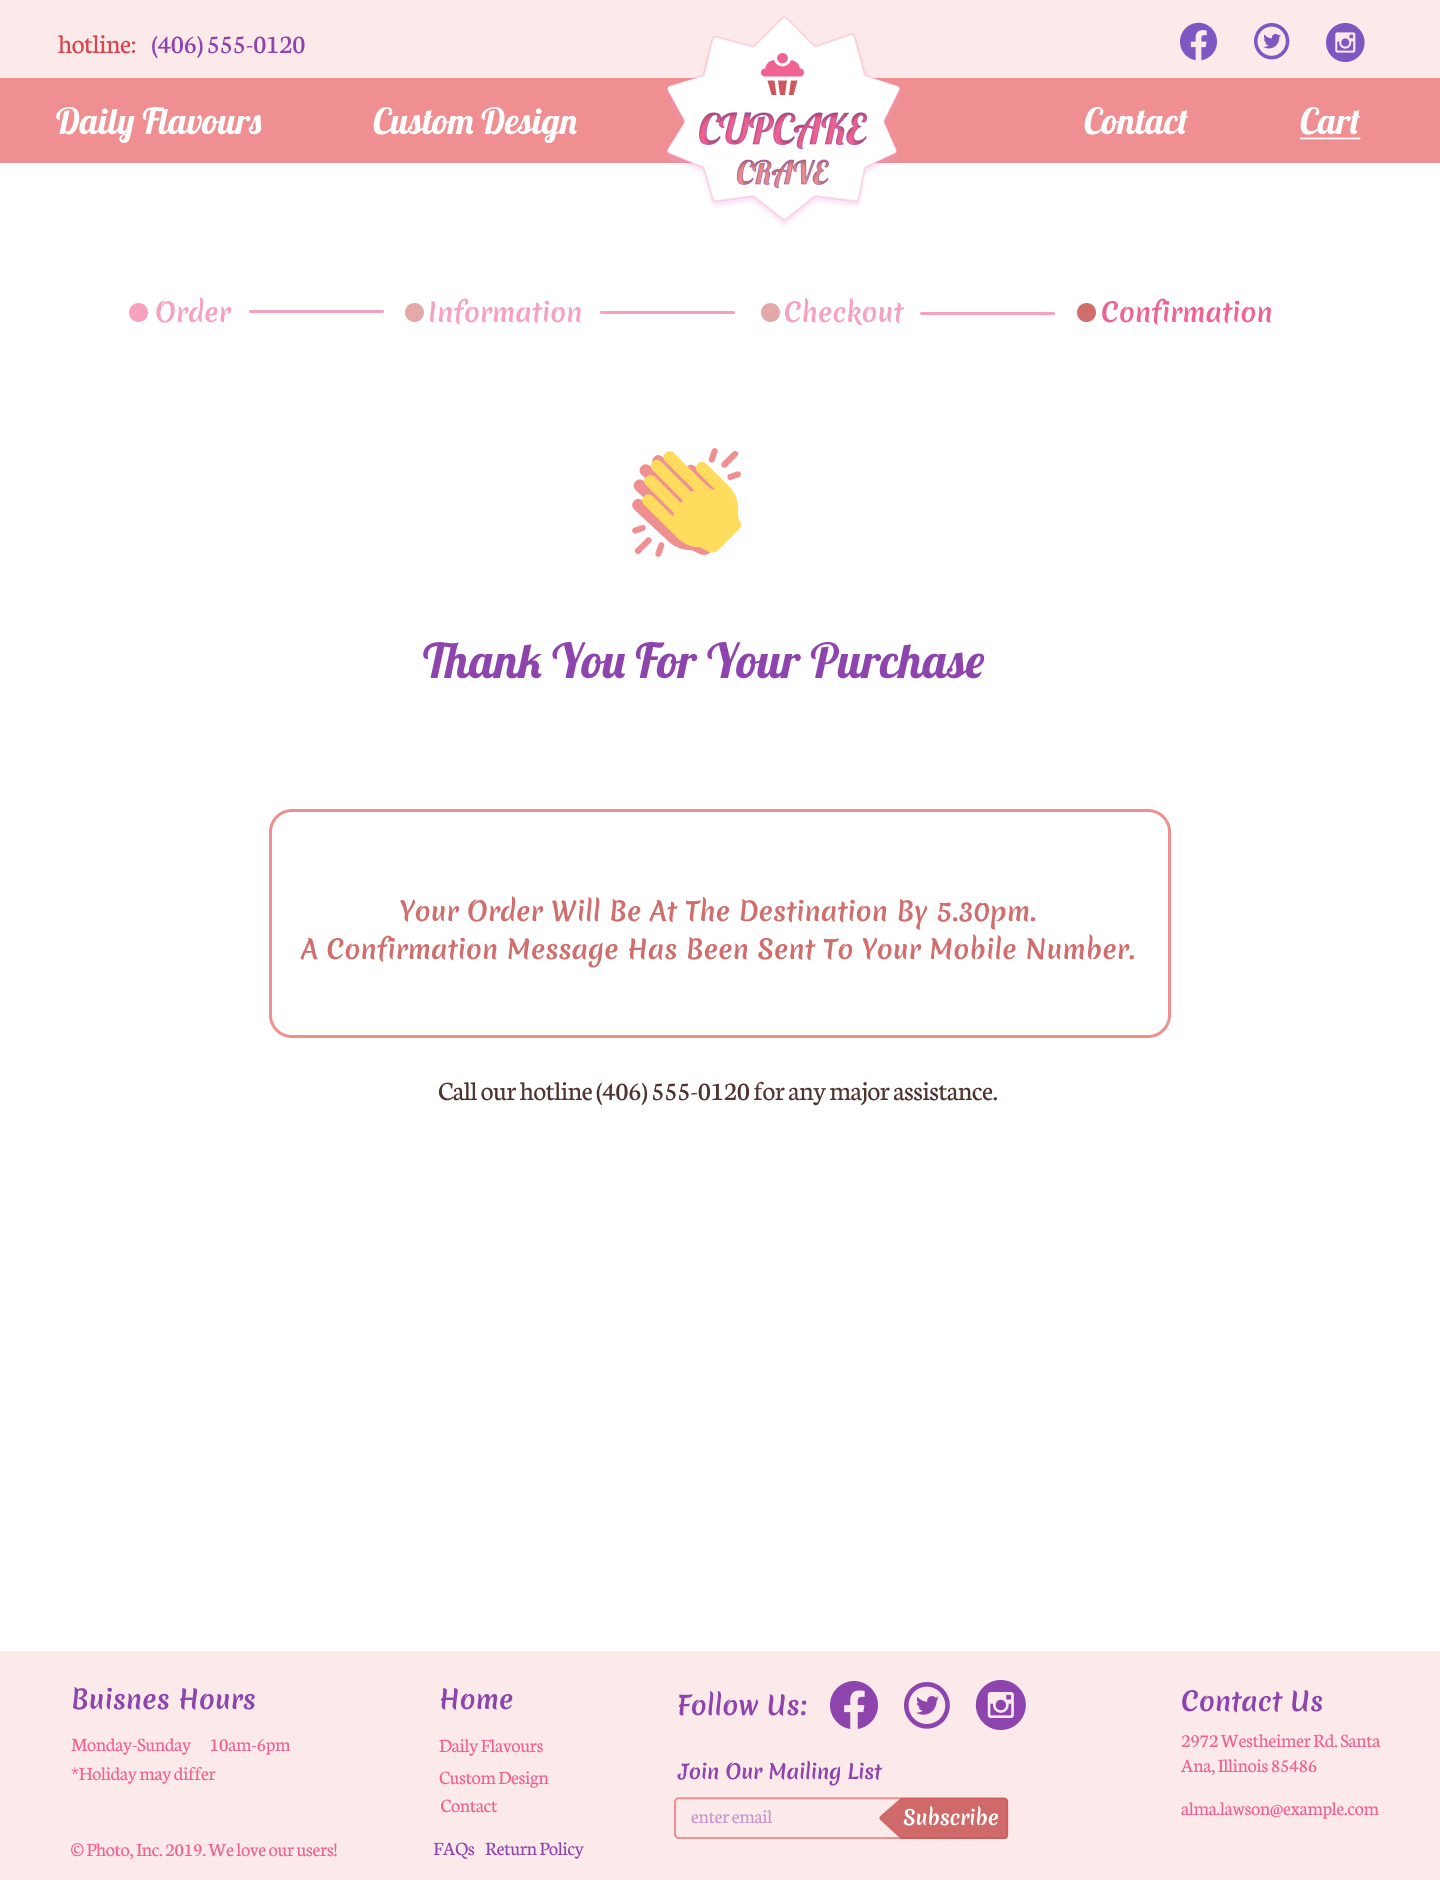 hotline: (406) 555-0120
Daily Flavours
Custom Design
CUPCAKE
CRAVE
Contact
Cart
Order
Information
Checkout
Confirmation
Thank You For Your Purchase
Your Order Will Be At The Destination By 5.30pm.
A Confirmation Message Has Been Sent To Your Mobile Number.
Call our hotline (406) 555-0120 for any major assistance.
Buisnes Hours
Monday-Sunday 10am-6pm
*Holiday may differ
© Photo, Inc. 2019. We love our users!
Home
Daily Flavours
Custom Design
Contact
FAQs Return Policy
Follow Us:
Join Our Mailing List
enter email
Subscribe
Contact Us
2972 Westheimer Rd. Santa
Ana, Illinois 85486
alma.lawson@example.com